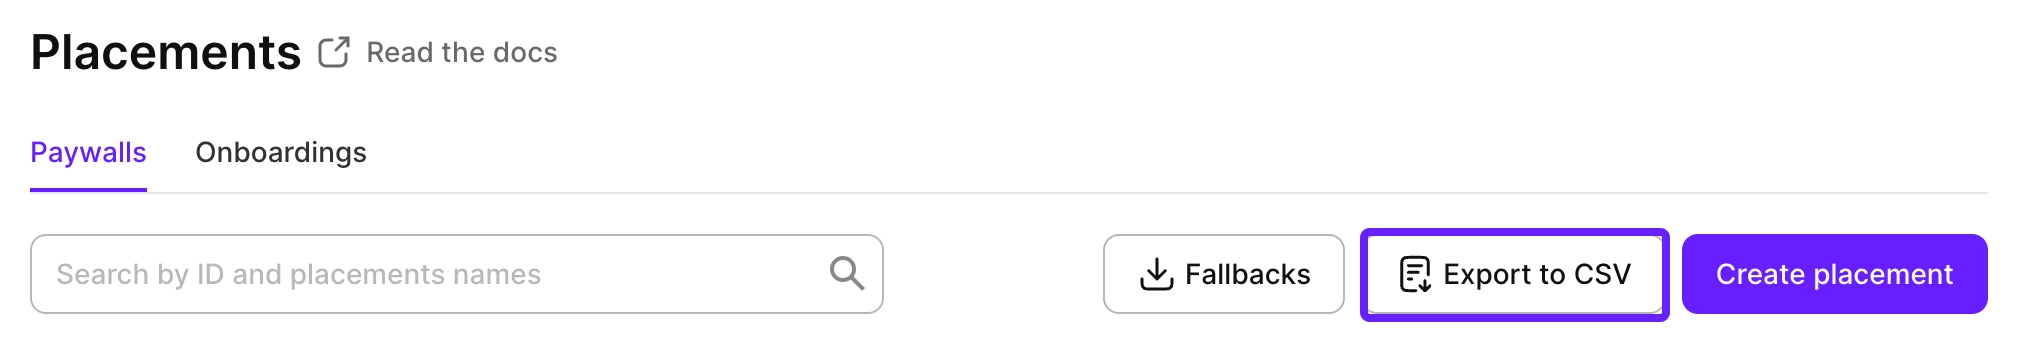 Placements Read the docs
Paywalls Onboardings
Search by ID and placements names Fallbacks Export to CSV Create placement